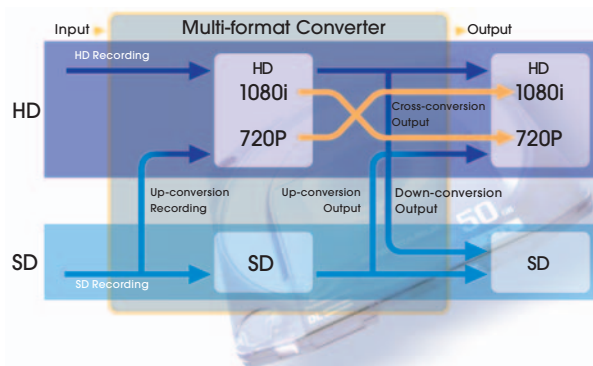 Input
Multi-format Converter
Output
HD Recording
HD
HD
1080i
720P
Cross-conversion
Output
HD
1080i
720P
Up-conversion
Recording
Up-conversion
Output
Down-conversion
Output
50
SD
SD
SD
SD Recording